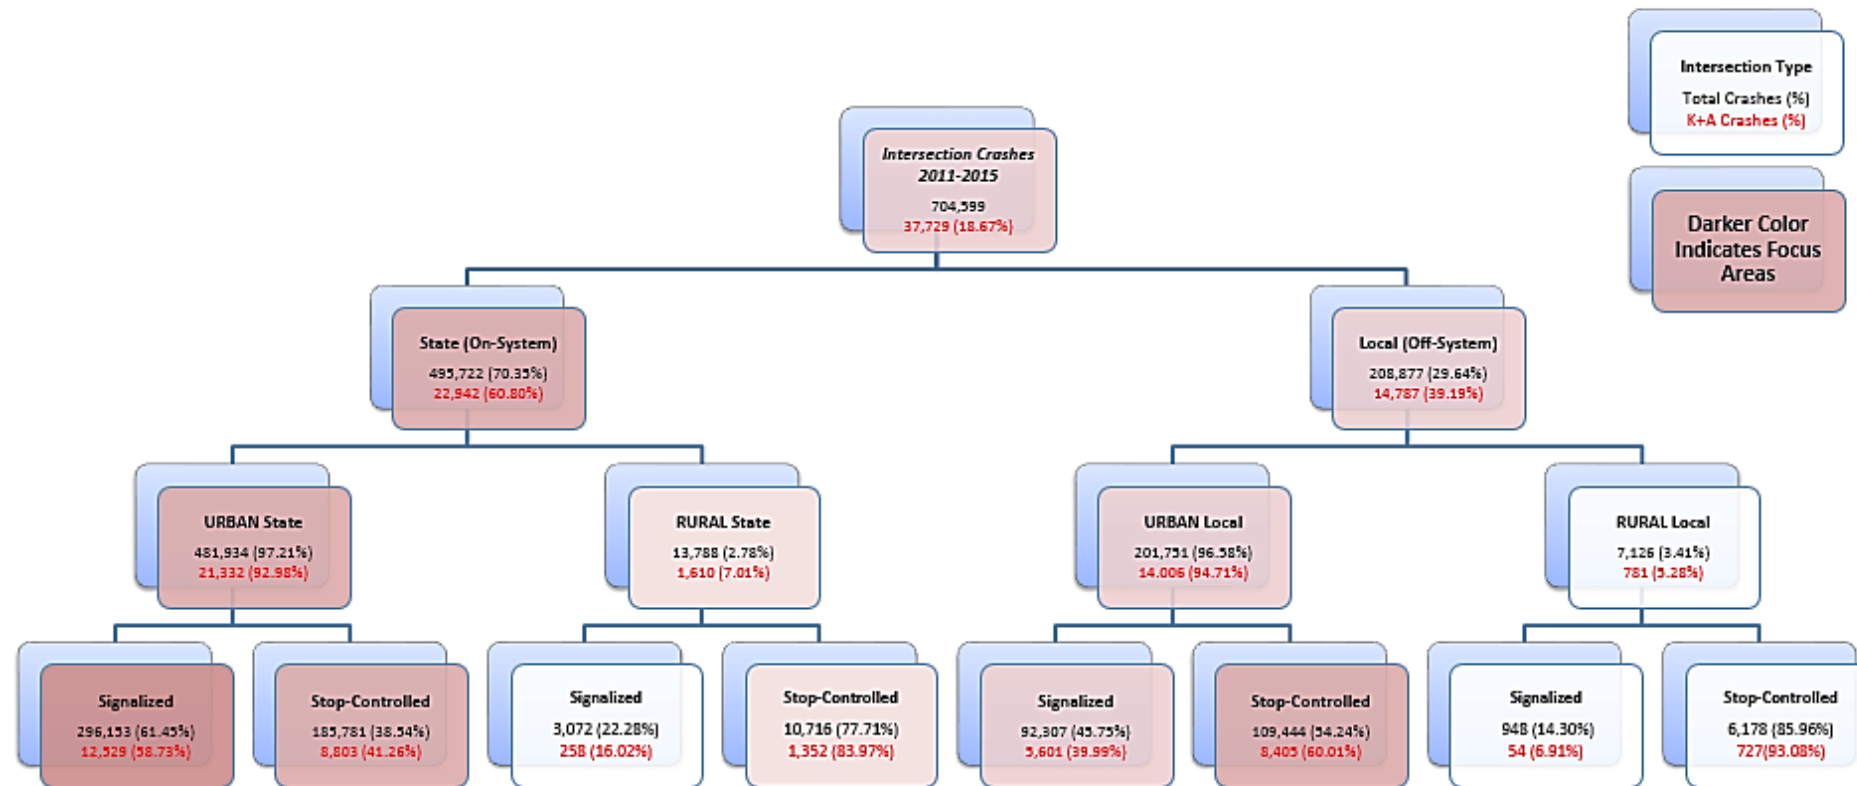 Intersection Type
Total Crashes (%)
K+A Crashes (%)
Darker Color
Indicates Focus
Areas
Intersection Crashes
2011-2015
704,599
37,729 (18.67%)
State (On-System)
495,722 (70.35%)
22,942 (60.80%)
Local (Off-System)
208,877 (29.64%)
14,787 (39.19%)
URBAN State
481,934 (97.21%)
21,332 (92.98%)
RURAL State
13,788 (2.78%)
1,610 (7.01%)
URBAN Local
201,751 (96.58%)
14.006 (94.71%)
RURAL Local
7,126 (3.41%)
781 (5.28%)
Signalized
296,153 (61.45%)
12,529 (58.73%)
Stop-Controlled
185,781 (38.54%)
8,803 (41.26%)
Signalized
3,072 (22.28%)
258 (16.02%)
Stop-Controlled
10,716 (77.71%)
1,352 (83.97%)
Signalized
92,307 (45.75%)
5,601 (39.99%)
Stop-Controlled
109,444 (54.24%)
8,405 (60.01%)
Signalized
948 (14.30%)
54 (6.91%)
Stop-Controlled
6,178 (85.96%)
727(93.08%)